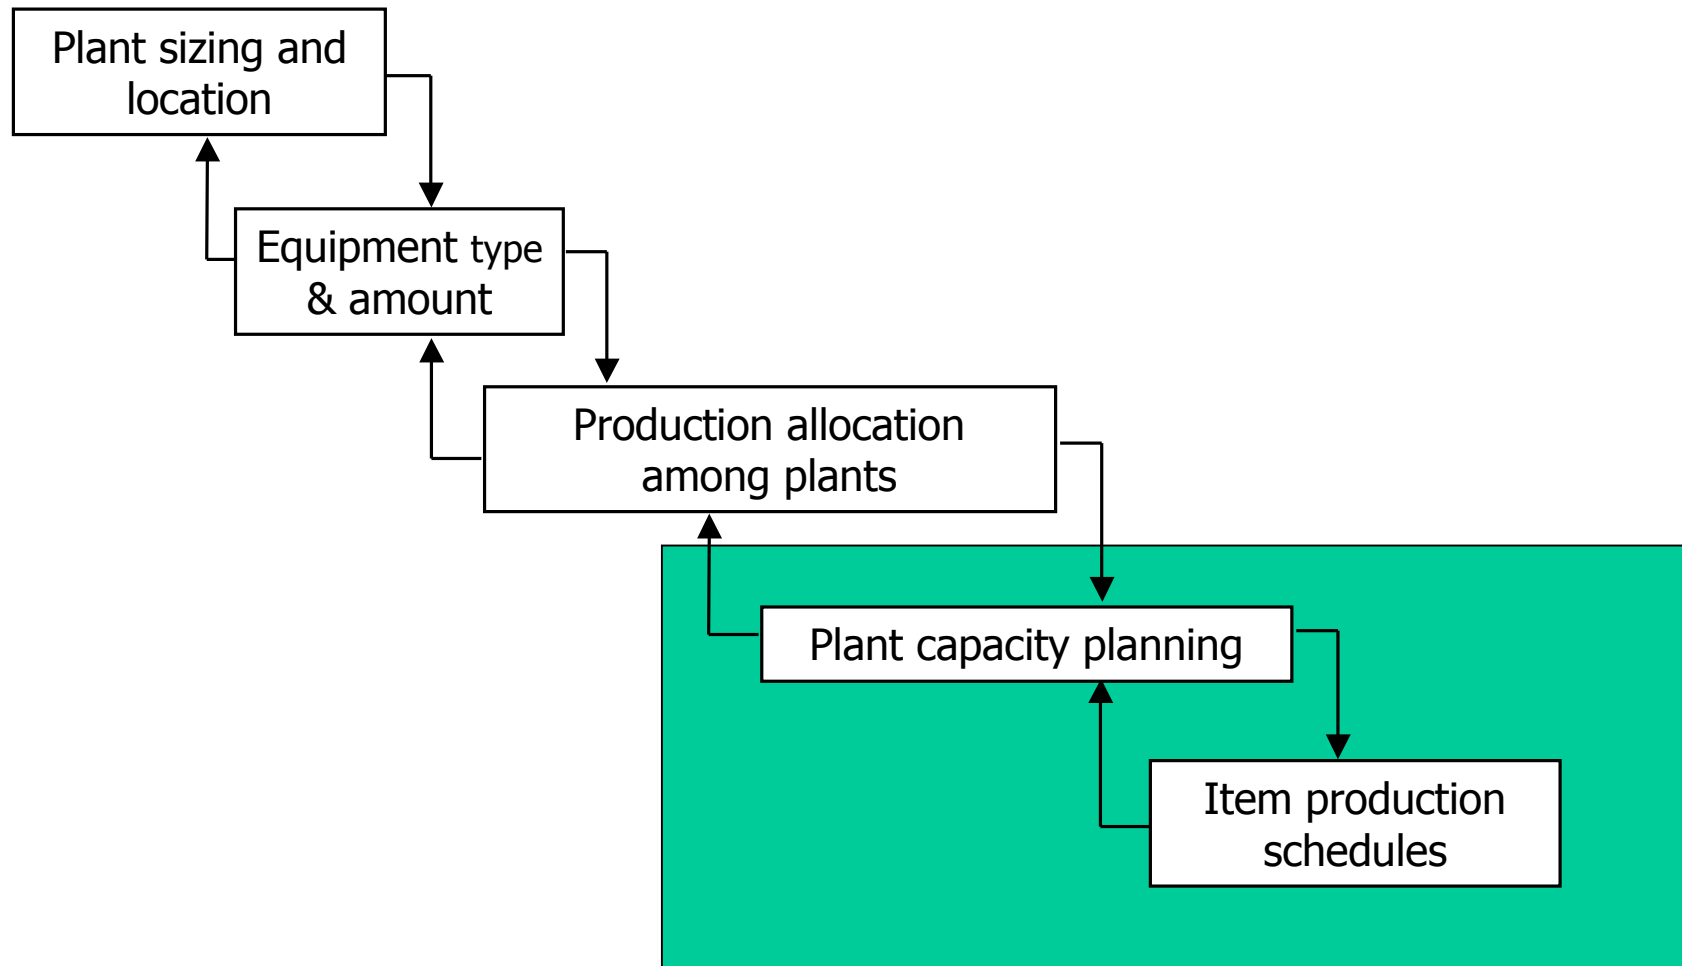 Plant sizing and
location
Equipment type
& amount
Production allocation
among plants
Plant capacity planning
Item production
schedules